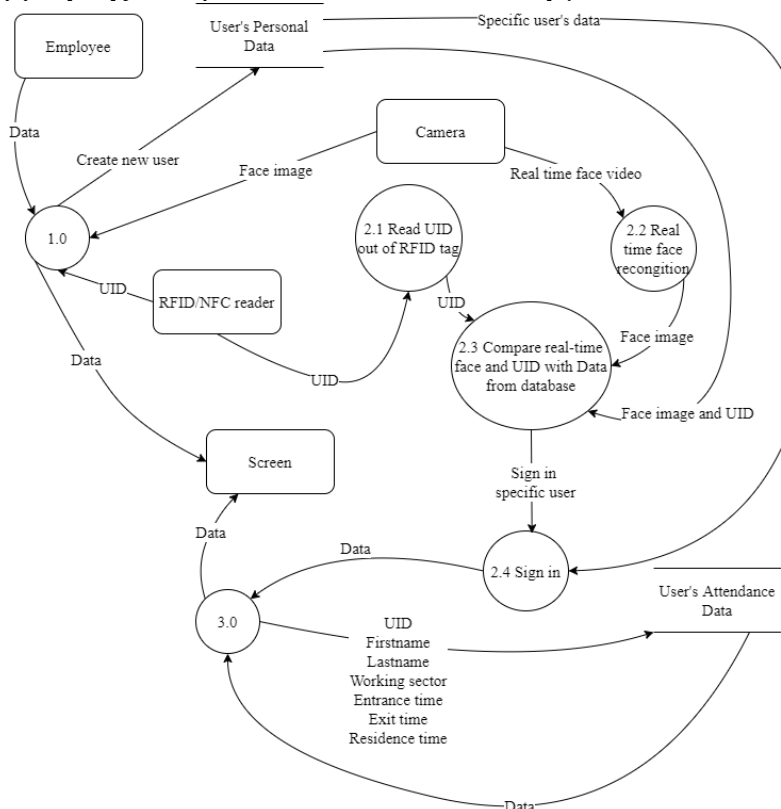 Specific user's data
User's Personal
Data
Employee
Data
Create new user
Camera
Face image
Real time face video
2.1 Read UID
out of RFID tag
1.0
2.2 Real
time face
recongition
UID
RFID/NFC reader
UID
Face image
Data
2.3 Compare real-time
face and UID with Data
from database
UID
Face image and UID
Screen
Sign in
specific user
Data
Data
2.4 Sign in
User's Attendance
Data
3.0
UID
Firstname
Lastname
Working sector
Entrance time
Exit time
Residence time
Data